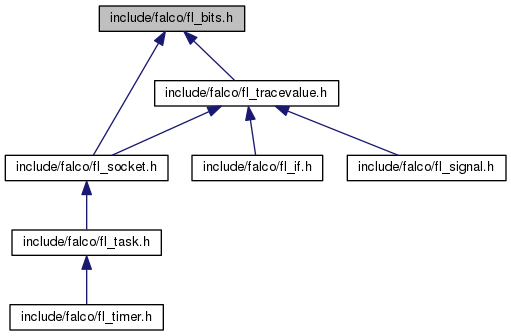 include/falco/fl_bits.h
include/falco/fl_tracevalue.h
include/falco/fl_socket.h
include/falco/fl_if.h
include/falco/fl_signal.h
include/falco/fl_task.h
include/falco/fl_timer.h